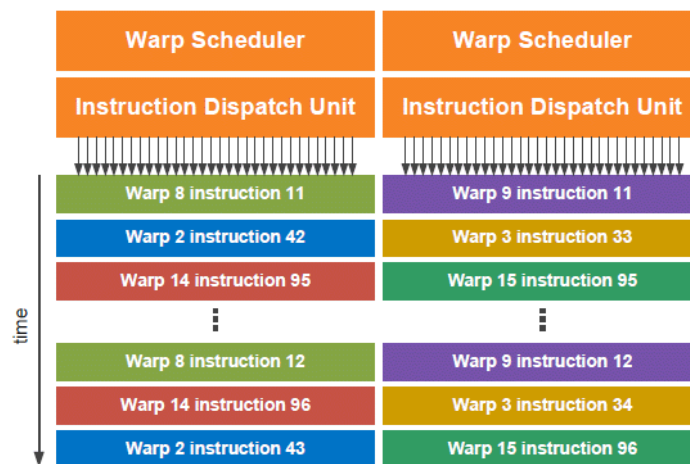 Warp Scheduler
Warp Scheduler
Instruction Dispatch Unit
Instruction Dispatch Unit
Warp 8 instruction 11
Warp 9 instruction 11
Warp 2 instruction 42
Warp 3 instruction 33
Warp 14 instruction 95
Warp 15 instruction 95
time
Warp 8 instruction 12
Warp 9 instruction 12
Warp 14 instruction 96
Warp 3 instruction 34
Warp 2 instruction 43
Warp 15 instruction 96